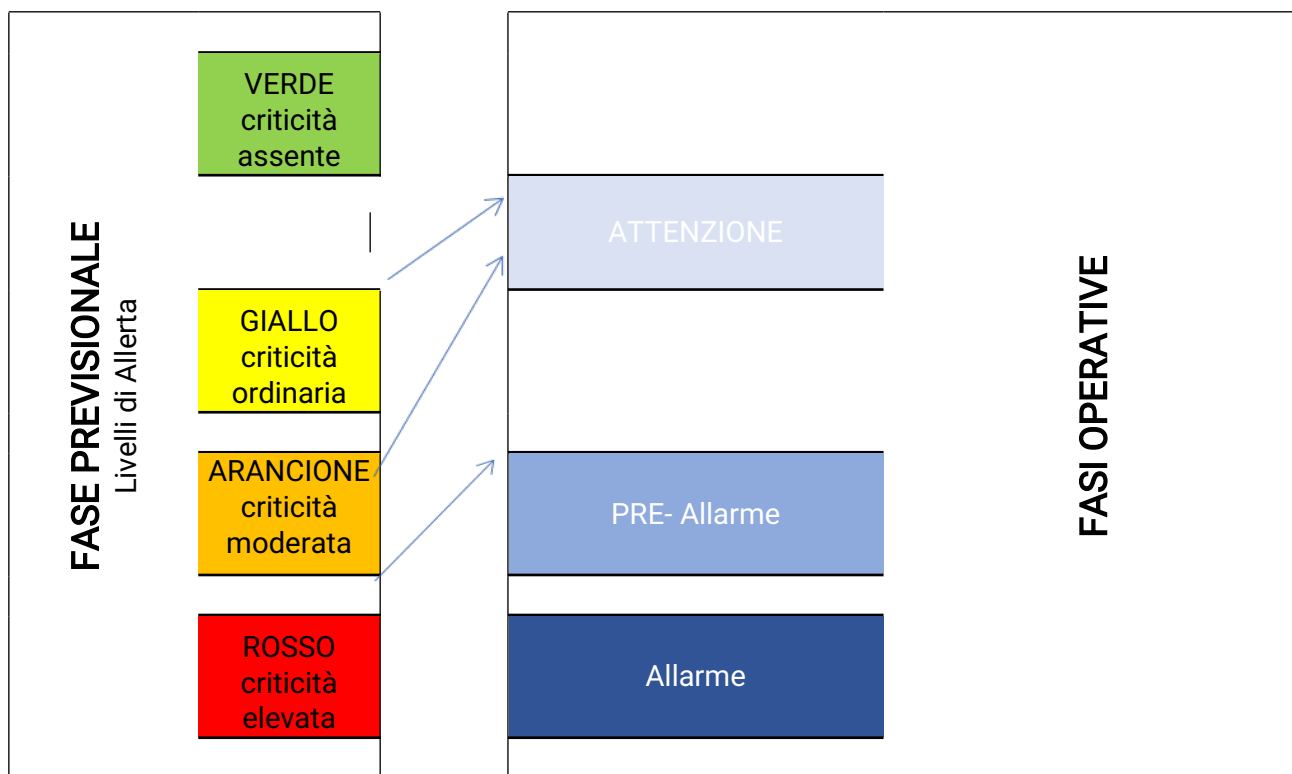 FASE PREVISIONALE
Livelli di Allerta
VERDE
criticità
assente
GIALLO
criticità
ordinaria
ARANCIONE
criticità
moderata
ROSSO
criticità
elevata
ATTENZIONE
PRE- Allarme
Allarme
FASI OPERATIVE